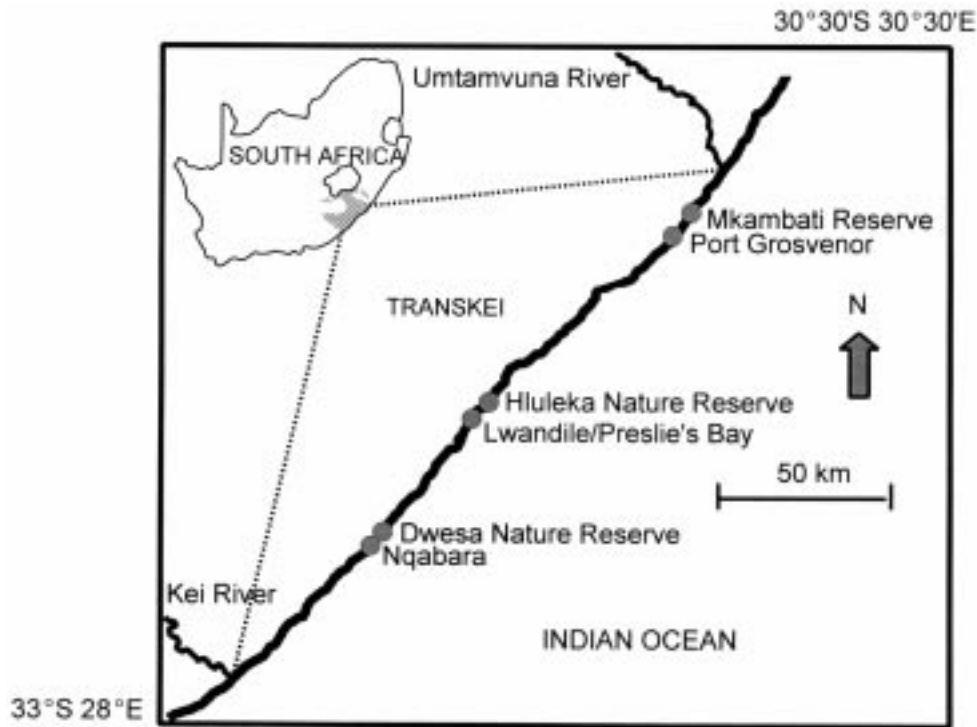 30°30'S 30°30'E
Umtamvuna River
SOUTH AFRICA
Mkambati Reserve
Port Grosvenor
TRANSKEI
N
Hluleka Nature Reserve
Lwandile/Preslie's Bay
50 km
Dwesa Nature Reserve
Nqabara
Kei River
INDIAN OCEAN
33°S 28°E